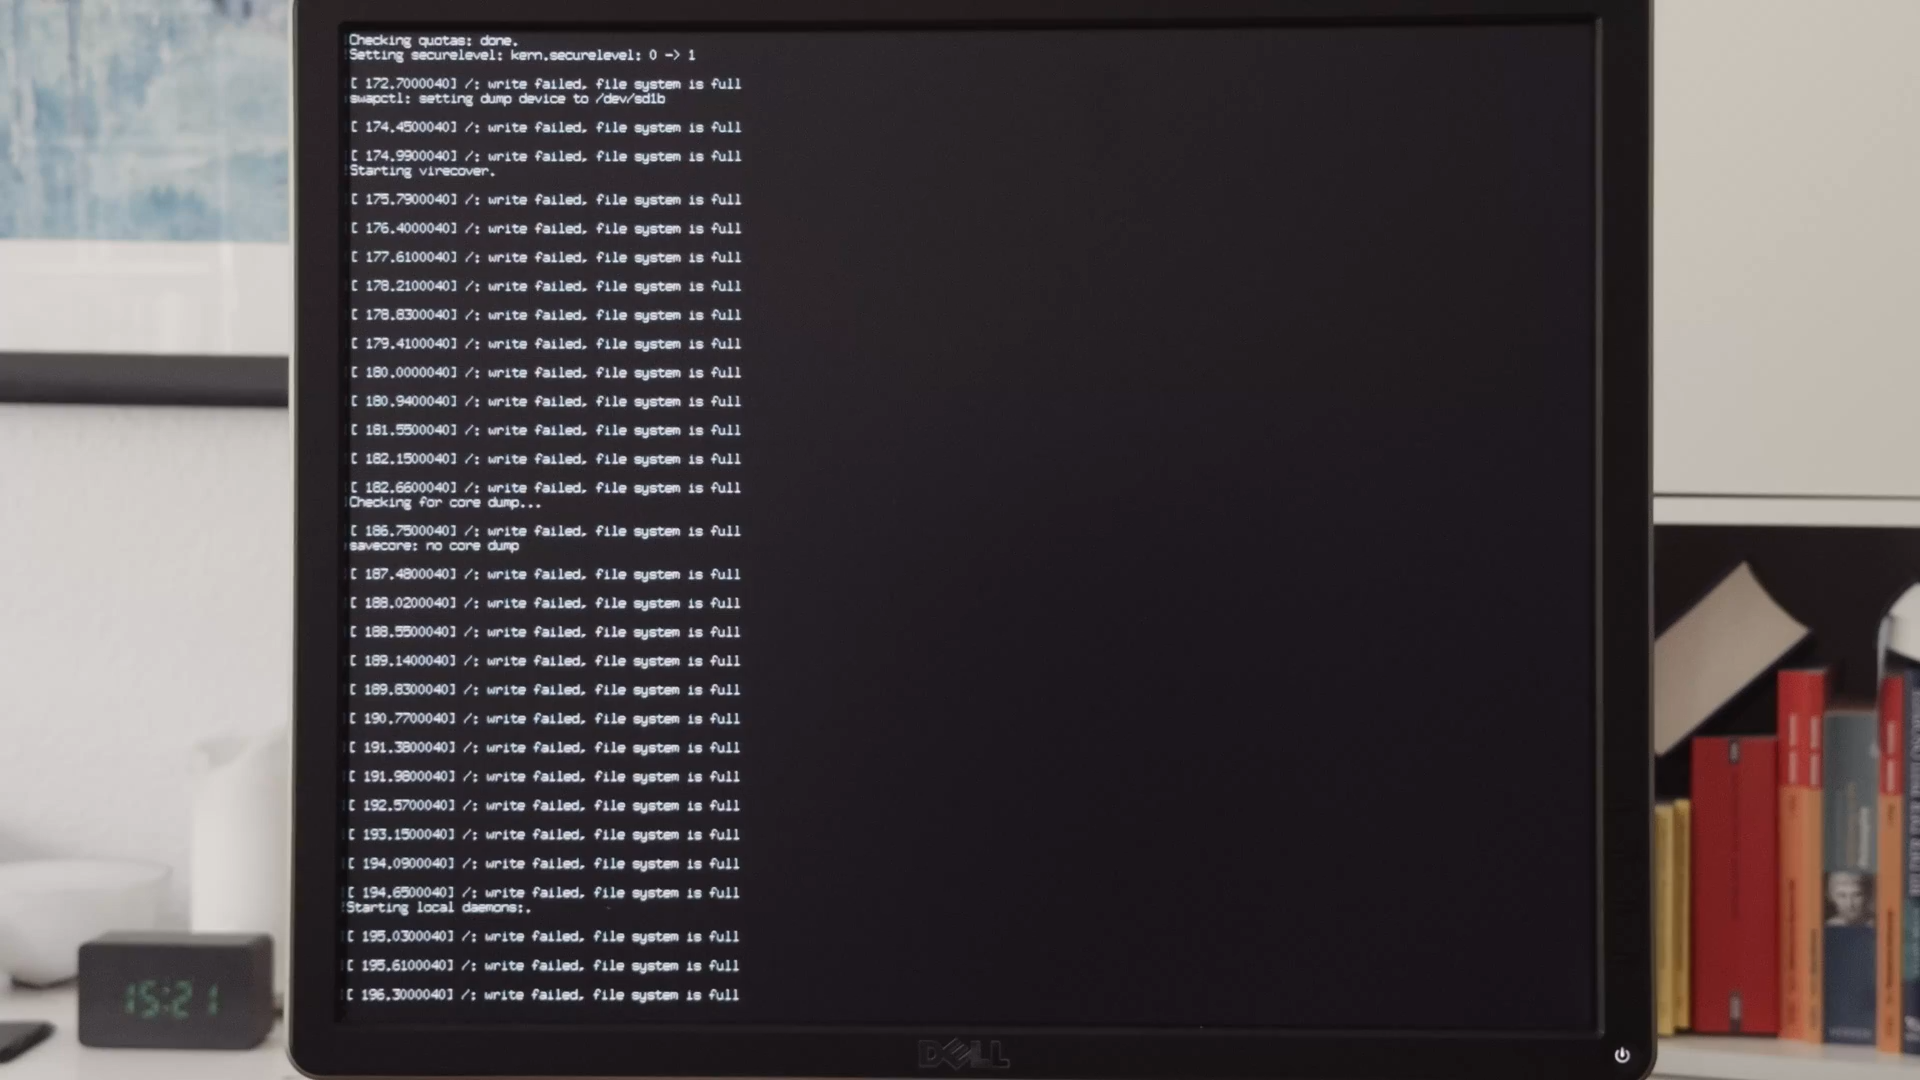 Checking quotas: done.
Setting securelevel: kern.securelevel: 0 -> 1
[ 172.7000040] /: write failed, file system is full
swapctl: setting dump device to /dev/sd1b
[ 174.4500040] /: write failed, file system is full
[ 174.9900040] /: write failed, file system is full
Starting virecover.
[ 175.7900040] /: write failed, file system is full
[ 176.4000040] /: write failed, file system is full
[ 177.6100040] /: write failed, file system is full
[ 178.2100040] /: write failed, file system is full
[ 178.8300040] /: write failed, file system is full
[ 179.4100040] /: write failed, file system is full
[ 180.0000040] /: write failed, file system is full
[ 180.9400040] /: write failed, file system is full
[ 181.5500040] /: write failed, file system is full
[ 182.1500040] /: write failed, file system is full
[ 182.6600040] /: write failed, file system is full
Checking for core dump...
[ 186.7500040] /: write failed, file system is full
savecore: no core dump
[ 187.4800040] /: write failed, file system is full
[ 188.0200040] /: write failed, file system is full
[ 188.5500040] /: write failed, file system is full
[ 189.1400040] /: write failed, file system is full
[ 189.8300040] /: write failed, file system is full
[ 190.7700040] /: write failed, file system is full
[ 191.3800040] /: write failed, file system is full
[ 191.9800040] /: write failed, file system is full
[ 192.5700040] /: write failed, file system is full
[ 193.1500040] /: write failed, file system is full
[ 194.0900040] /: write failed, file system is full
[ 194.6500040] /: write failed, file system is full
Starting local daemons:.
[ 195.0300040] /: write failed, file system is full
[ 195.6100040] /: write failed, file system is full
[ 196.3000040] /: write failed, file system is full
15:21
DELL